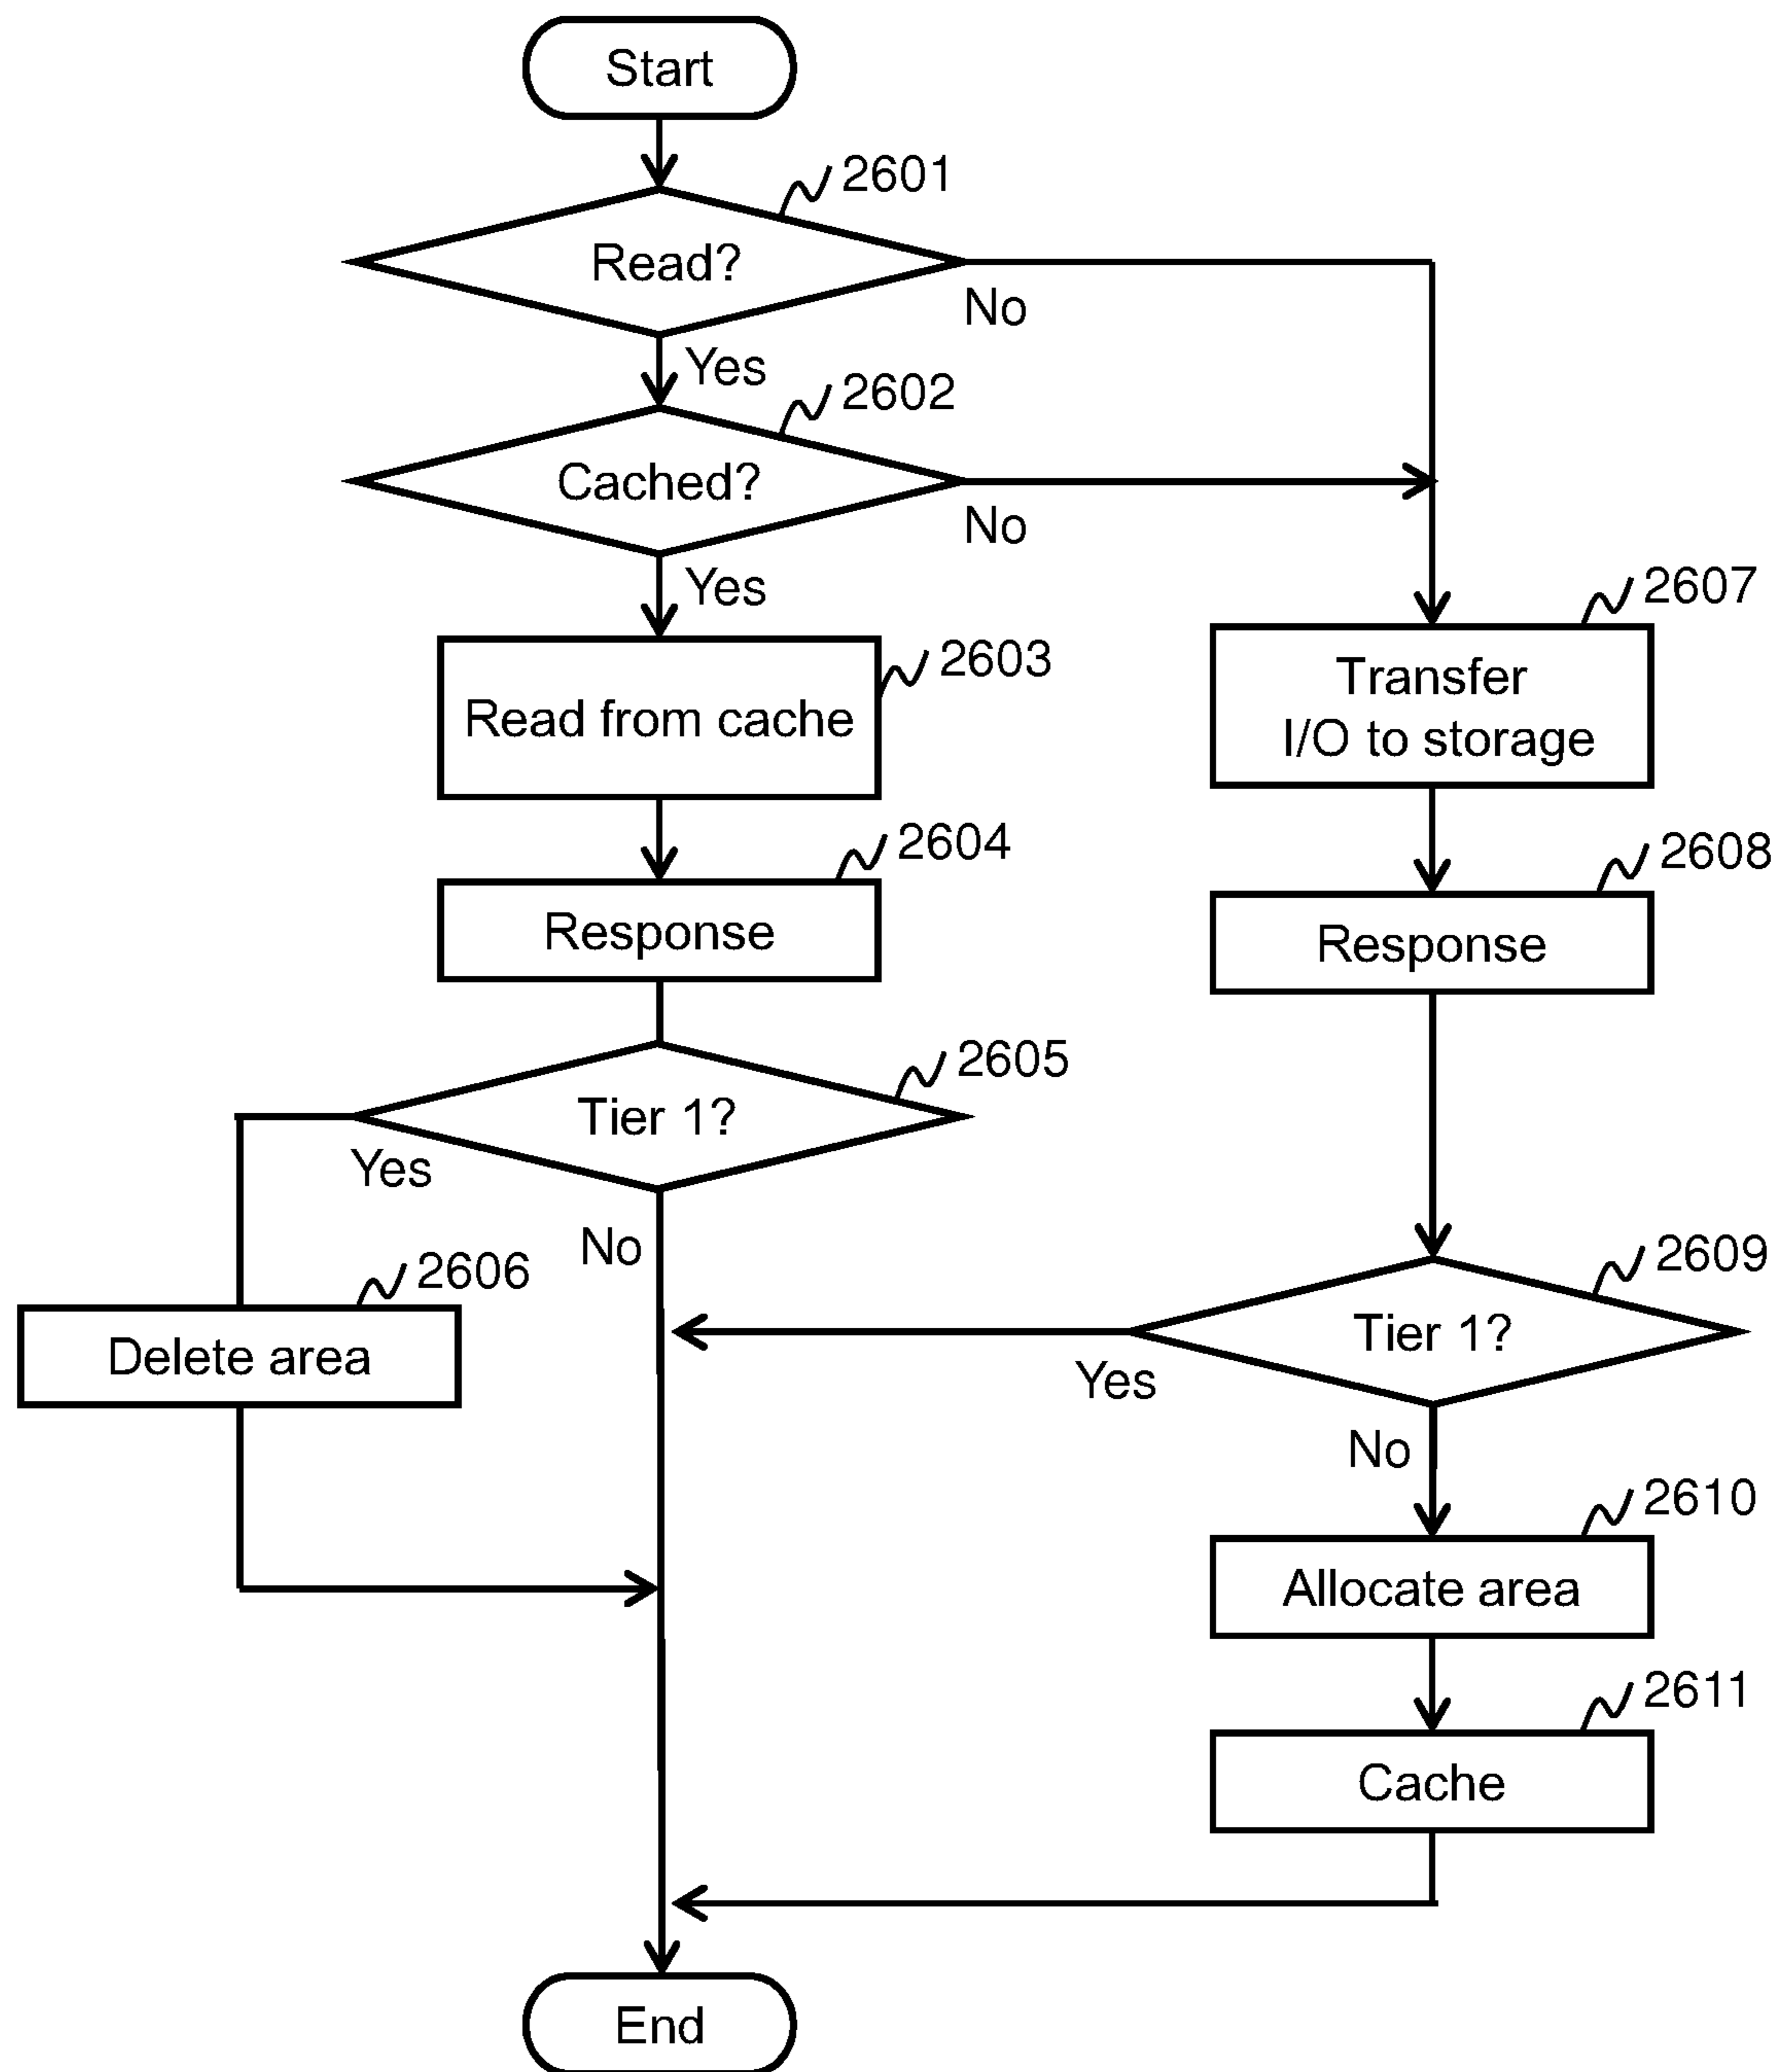 Start
2601
Read?
No
Yes
2602
Cached?
No
Yes
2607
2603
Transfer
I/O to storage
Read from cache
2604
2608
Response
Response
2605
Tier 1?
Yes
No
2606
2609
Delete area
Tier 1?
Yes
No
2610
Allocate area
2611
Cache
End